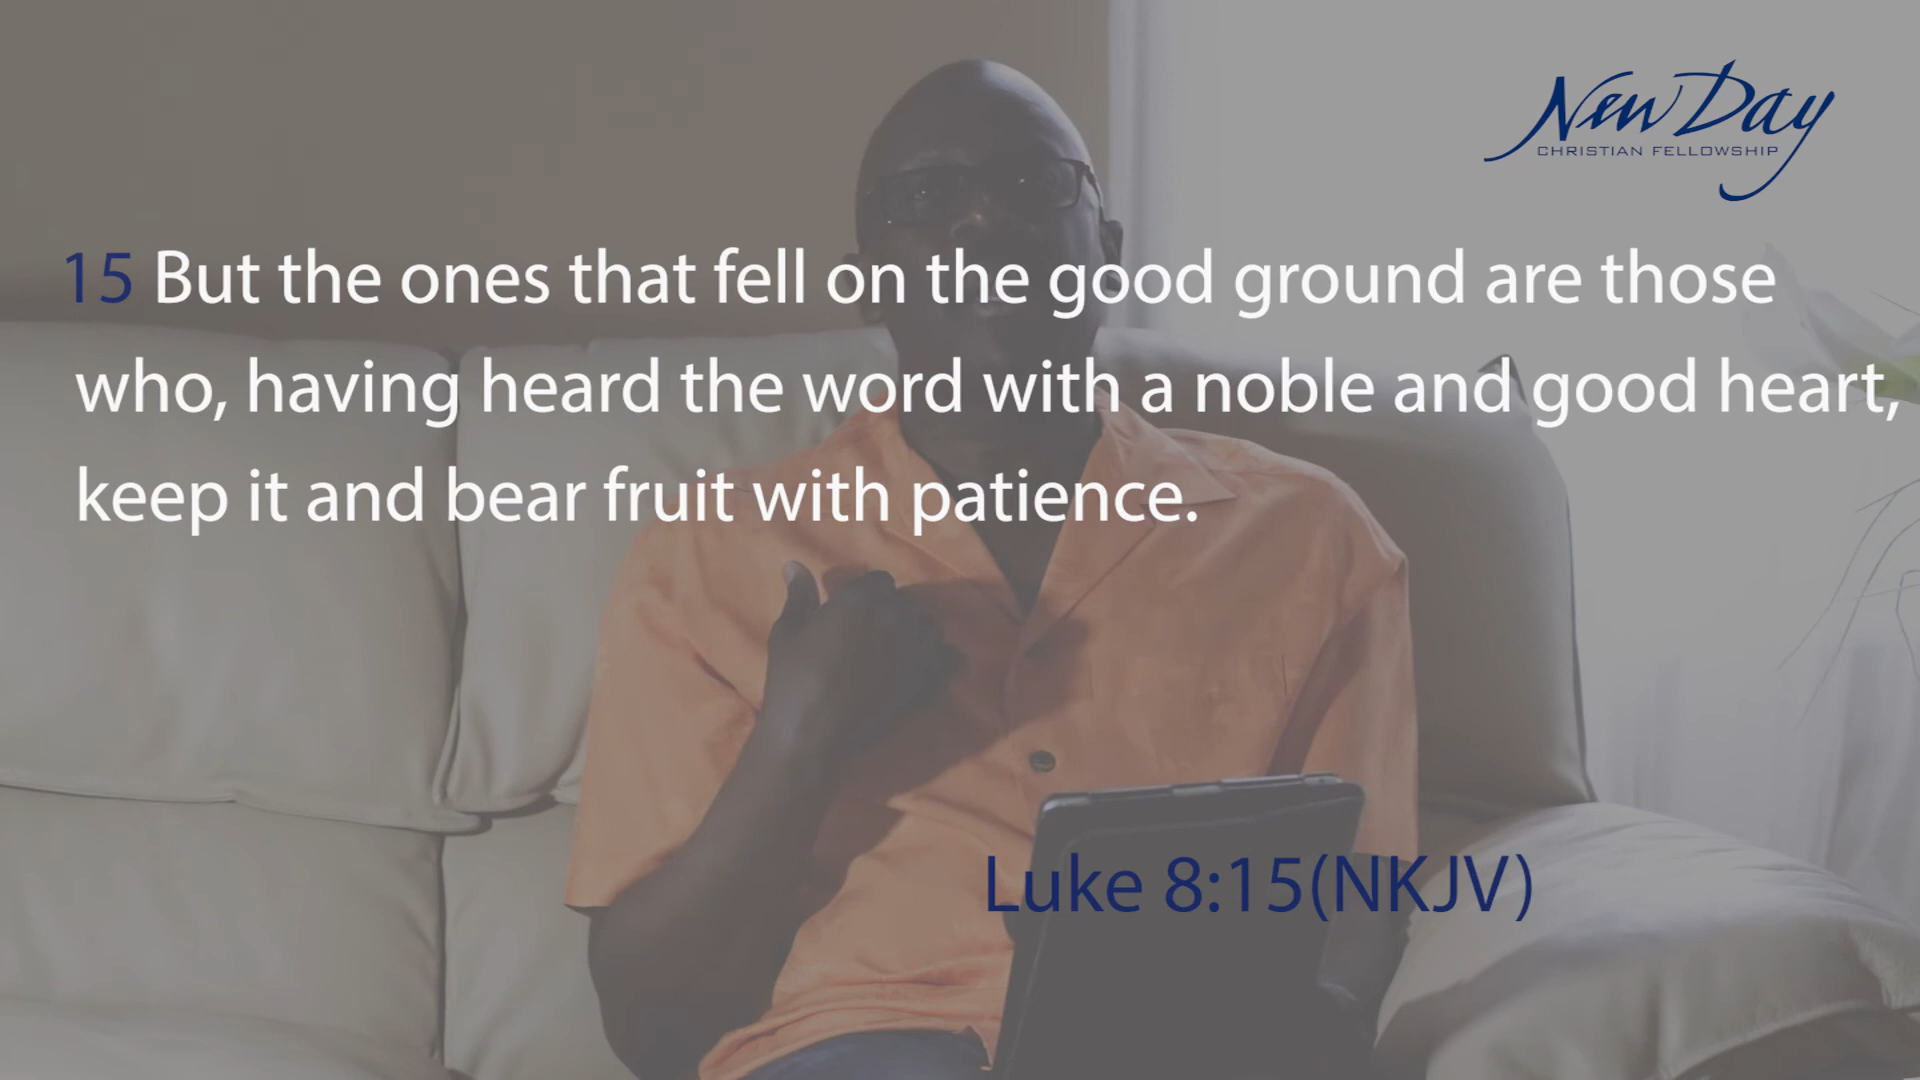 New Day
CHRISTIAN FELLOWSHIP
15 But the ones that fell on the good ground are those
who, having heard the word with a noble and good heart,
keep it and bear fruit with patience.
Luke 8:15(NKJV)